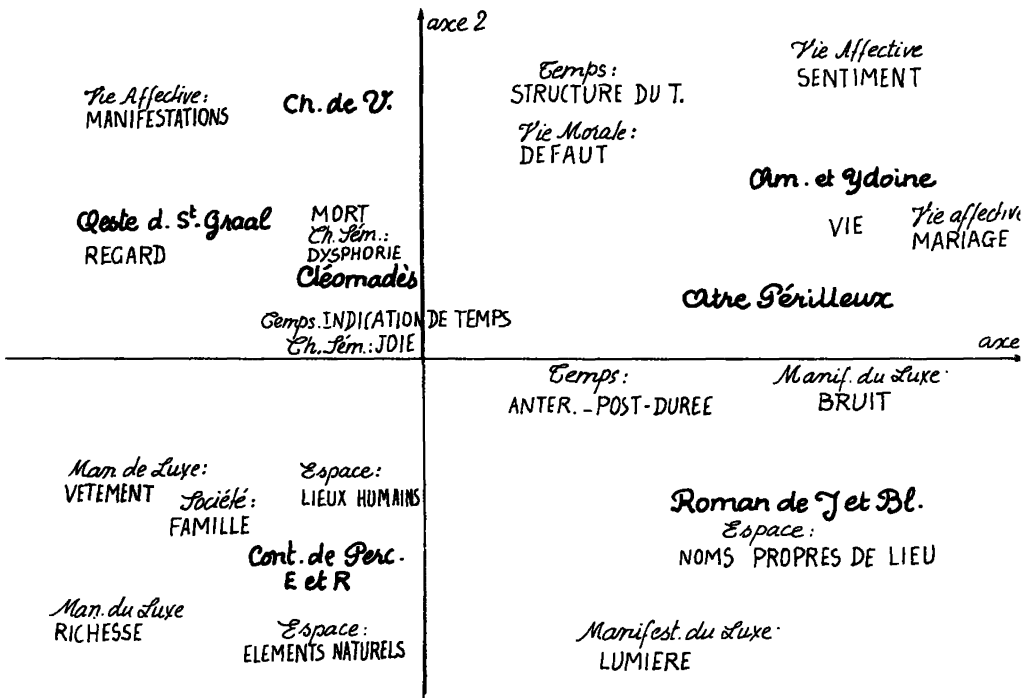 axe 2
Vie Affective:
MANIFESTATIONS
Ch. de V.
Temps:
STRUCTURE DU T.
Vie Affective
SENTIMENT
Vie Morale:
DEFAUT
Am. et Ydoine
Qeste d. St. Graal
REGARD
MORT
Ch. Sém.:
DYSPHORIE
Cléomadès
VIE
Vie affective
MARIAGE
Atre Périlleux
Temps. INDICATION DE TEMPS
Ch. Sém.: JOIE
axe
Temps:
ANTER. - POST - DUREE
Manif. du Luxe
BRUIT
Man de Luxe:
VETEMENT
Société:
FAMILLE
Espace:
LIEUX HUMAINS
Roman de J et Bl.
Espace:
NOMS PROPRES DE LIEU
Cont. de Perc.
E et R
Man. du Luxe
RICHESSE
Espace:
ELEMENTS NATURELS
Manifest. du Luxe
LUMIERE